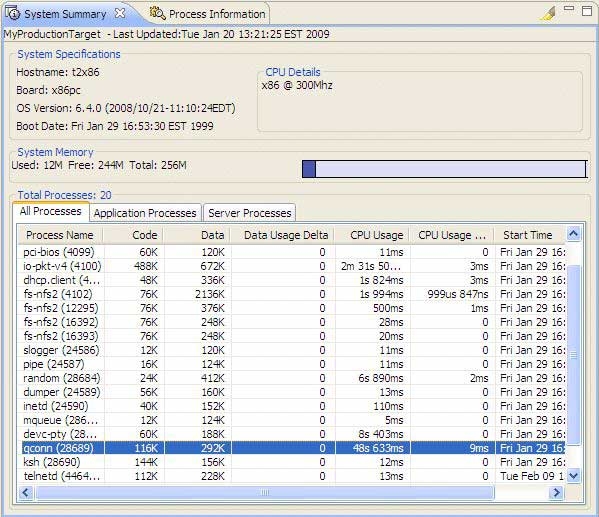 System Summary Process Information
MyProductionTarget - Last Updated:Tue Jan 20 13:21:25 EST 2009
System Specifications
Hostname: t2x86
Board: x86pc
OS Version: 6.4.0 (2008/10/21-11:10:24EDT)
Boot Date: Fri Jan 29 16:53:30 EST 1999
CPU Details
x86 @ 300Mhz
System Memory
Used: 12M Free: 244M Total: 256M
Total Processes: 20
All Processes Application Processes Server Processes
Process Name Code Data Data Usage Delta CPU Usage CPU Usage ... Start Time
pci-bios (4099) 60K 120K 0 11ms 0 Fri Jan 29 16:
io-pkt-v4 (4100) 488K 672K 0 2m 31s 50... 3ms Fri Jan 29 16:
dhcp.client (4... 48K 336K 0 1s 824ms 3ms Fri Jan 29 16:
fs-nfs2 (4102) 76K 2136K 0 1s 994ms 999us 847ns Fri Jan 29 16:
fs-nfs2 (12295) 76K 376K 0 500ms 1ms Fri Jan 29 16:
fs-nfs2 (16392) 76K 248K 0 28ms 0 Fri Jan 29 16:
fs-nfs2 (16393) 76K 248K 0 20ms 0 Fri Jan 29 16:
slogger (24586) 12K 120K 0 11ms 0 Fri Jan 29 16:
pipe (24587) 16K 124K 0 11ms 0 Fri Jan 29 16:
random (28684) 24K 412K 0 6s 890ms 2ms Fri Jan 29 16:
dumper (24589) 16K 560K 0 13ms 0 Fri Jan 29 16:
inetd (24590) 40K 152K 0 110ms 0 Fri Jan 29 16:
mqueue (286... 12K 124K 0 5ms 0 Fri Jan 29 16:
devc-pty (28... 60K 188K 0 8s 403ms 0 Fri Jan 29 16:
qconn (28689) 116K 292K 0 48s 633ms 9ms Fri Jan 29 16:
ksh (28690) 144K 156K 0 12ms 0 Fri Jan 29 16:
telnetd (4464... 112K 228K 0 13ms 0 Tue Feb 09 1